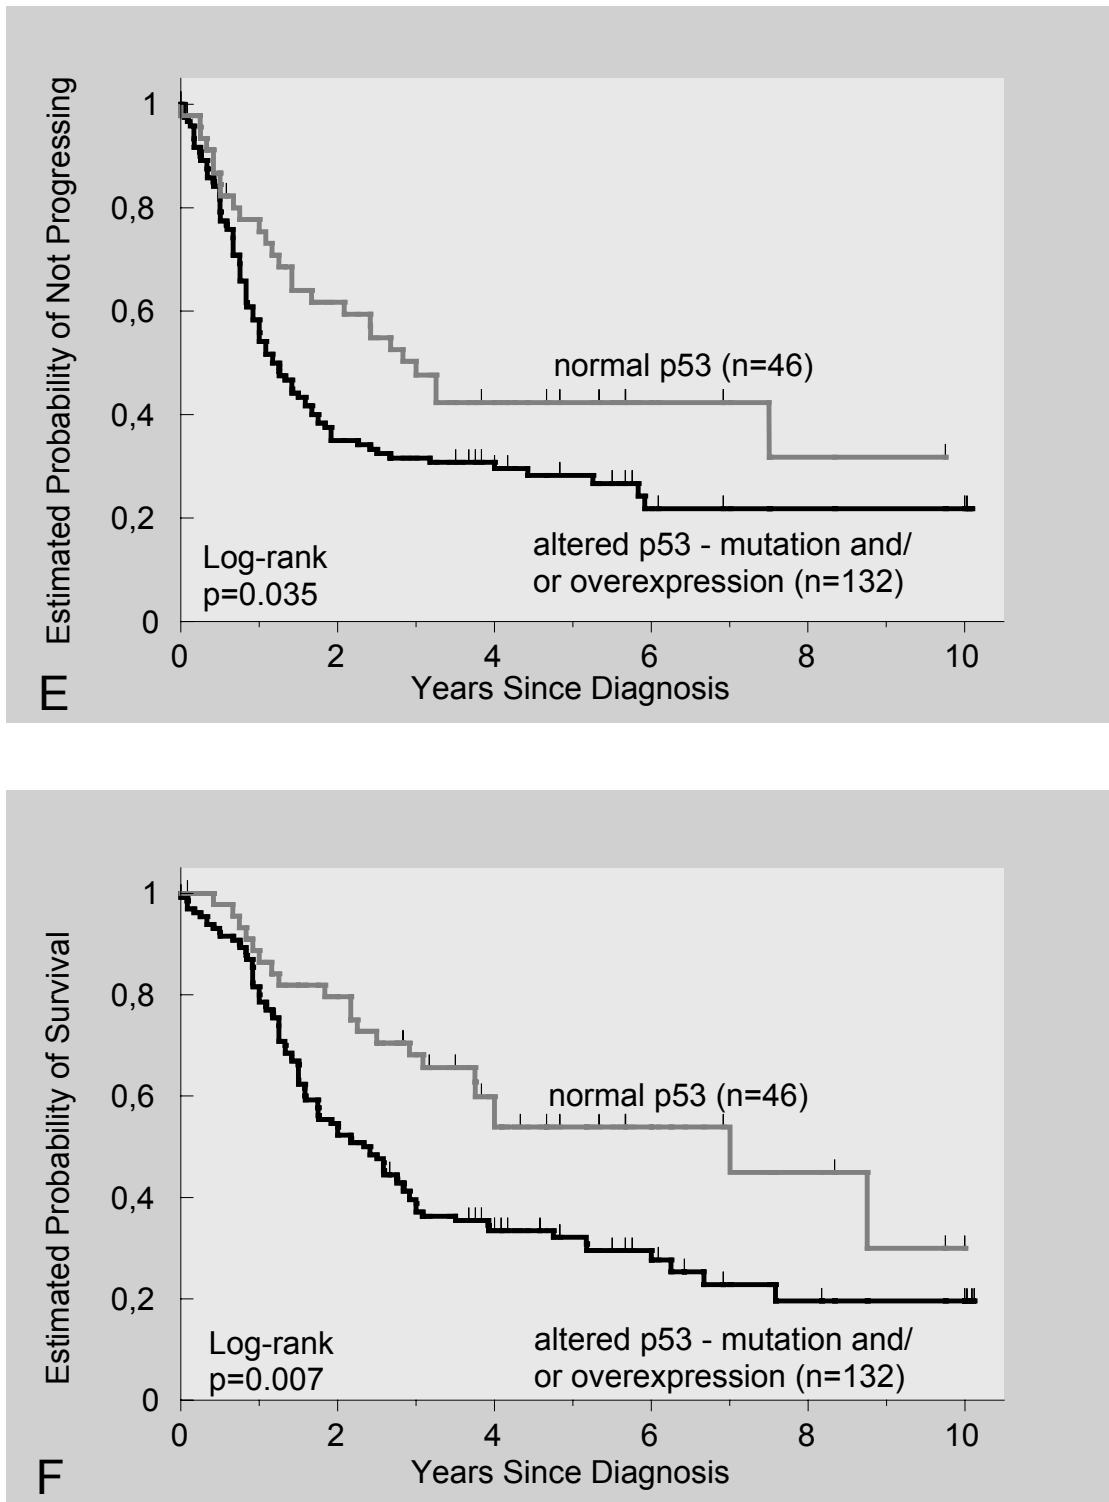 Estimated Probability of Not Progressing
1
0,8
0,6
0,4
0,2
0
normal p53 (n=46)
altered p53 - mutation and/
or overexpression (n=132)
Log-rank
p=0.035
0 2 4 6 8 10
Years Since Diagnosis
E
Estimated Probability of Survival
1
0,8
0,6
0,4
0,2
0
normal p53 (n=46)
altered p53 - mutation and/
or overexpression (n=132)
Log-rank
p=0.007
0 2 4 6 8 10
Years Since Diagnosis
F